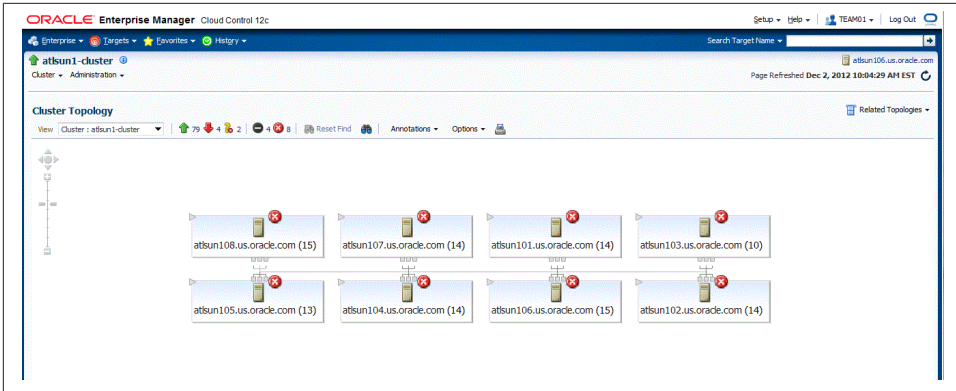 ORACLE Enterprise Manager Cloud Control 12c
Setup Help TEAM01 Log Out
Enterprise Targets Favorites History
Search Target Name
atlsun1-cluster
atlsun106.us.oracle.com
Cluster Administration
Page Refreshed Dec 2, 2012 10:04:29 AM EST
Cluster Topology
Related Topologies
View Cluster : atlsun1-cluster 79 4 2 4 8 Reset Find Annotations Options
atlsun108.us.oracle.com (15)
atlsun107.us.oracle.com (14)
atlsun101.us.oracle.com (14)
atlsun103.us.oracle.com (10)
atlsun105.us.oracle.com (13)
atlsun104.us.oracle.com (14)
atlsun106.us.oracle.com (15)
atlsun102.us.oracle.com (14)